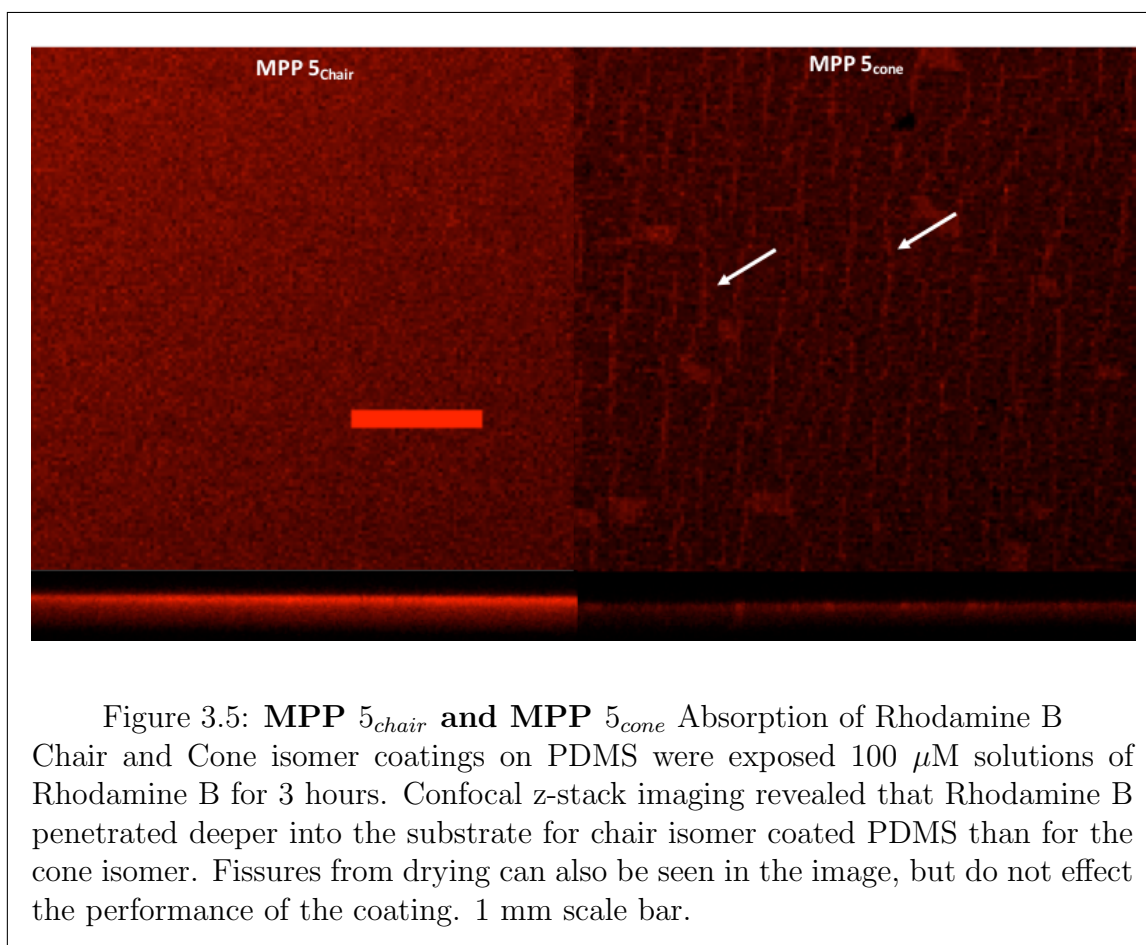 MPP 5Chair
MPP 5cone
Figure 3.5: MPP 5chair and MPP 5cone Absorption of Rhodamine B
Chair and Cone isomer coatings on PDMS were exposed 100 μM solutions of
Rhodamine B for 3 hours. Confocal z-stack imaging revealed that Rhodamine B
penetrated deeper into the substrate for chair isomer coated PDMS than for the
cone isomer. Fissures from drying can also be seen in the image, but do not effect
the performance of the coating. 1 mm scale bar.